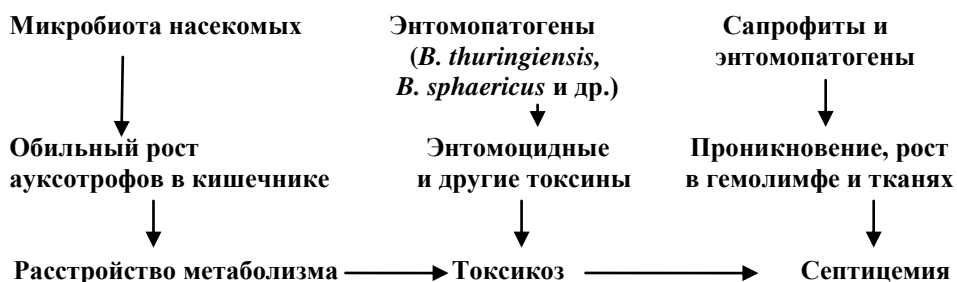 Микробиота насекомых
Энтомопатогены
(B. thuringiensis,
B. sphaericus и др.)
Сапрофиты и
энтомопатогены
Обильный рост
ауксотрофов в кишечнике
Энтомоцидные
и другие токсины
Проникновение, рост
в гемолимфе и тканях
Расстройство метаболизма
Токсикоз
Септицемия